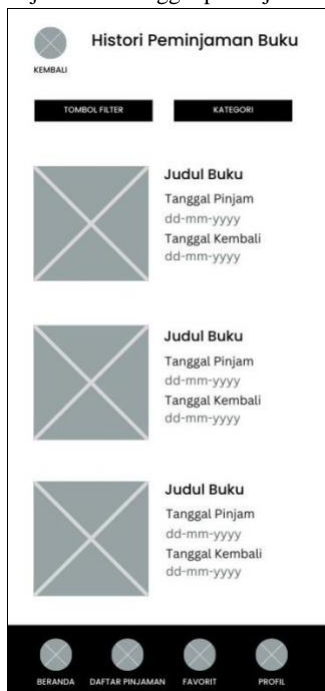 Histori Peminjaman Buku
KEMBALI
TOMBOL FILTER KATEGORI
Judul Buku
Tanggal Pinjam
dd-mm-yyyy
Tanggal Kembali
dd-mm-yyyy
Judul Buku
Tanggal Pinjam
dd-mm-yyyy
Tanggal Kembali
dd-mm-yyyy
Judul Buku
Tanggal Pinjam
dd-mm-yyyy
Tanggal Kembali
dd-mm-yyyy
BERANDA DAFTAR PINJAMAN FAVORIT PROFIL